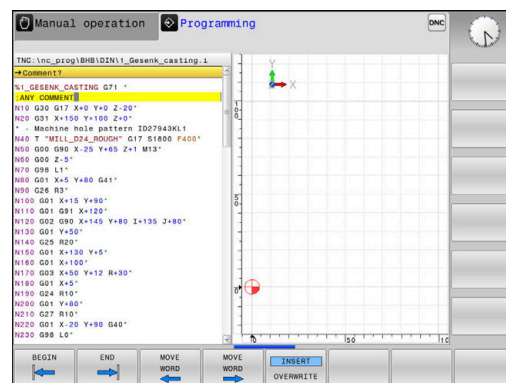 Manual operation
Programming
DNC
TNC:\nc_prog\BHB\DIN\1_Gesenk_casting.i
→Comment?
%1_GESENK_CASTING G71 *
;ANY COMMENT
N10 G30 G17 X+0 Y+0 Z-20*
N20 G31 X+150 Y+100 Z+0*
* - Machine hole pattern ID27943KL1
N40 T "MILL_D24_ROUGH" G17 S1800 F400*
N50 G00 G90 X-25 Y+65 Z+1 M13*
N60 G00 Z-5*
N70 G98 L1*
N80 G01 X+5 Y+80 G41*
N90 G26 R3*
N100 G01 X+15 Y+90*
N110 G01 G91 X+120*
N120 G02 G90 X+145 Y+80 I+135 J+80*
N130 G01 Y+50*
N140 G25 R20*
N150 G01 X+130 Y+5*
N160 G01 X+100*
N170 G03 X+50 Y+12 R+30*
N180 G01 X+5*
N190 G24 R10*
N200 G01 Y+80*
N210 G27 R10*
N220 G01 X-20 Y+90 G40*
N230 G98 L0*
Y
X
100
50
0
0
50
BEGIN
END
MOVE
WORD
MOVE
WORD
INSERT
OVERWRITE